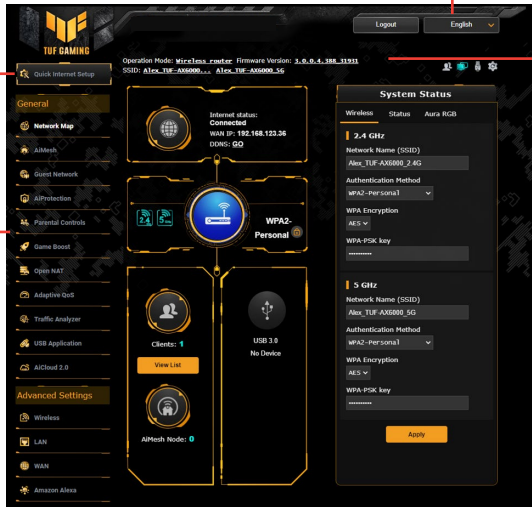 Logout
English
TUF GAMING
Operation Mode: Wireless router Firmware Version: 3.0.0.4.388_31931
SSID: Alex_TUF-AX6000... Alex_TUF-AX6000_5G
Quick Internet Setup
General
Network Map
AiMesh
Guest Network
AiProtection
Parental Controls
Game Boost
Open NAT
Adaptive QoS
Traffic Analyzer
USB Application
AiCloud 2.0
Advanced Settings
Wireless
LAN
WAN
Amazon Alexa
Internet status:
Connected
WAN IP: 192.168.123.36
DDNS: GO
2.4
5
WPA2-
Personal
Clients: 1
View List
AiMesh Node: 0
USB 3.0
No Device
System Status
Wireless
Status
Aura RGB
2.4 GHz
Network Name (SSID)
Alex_TUF-AX6000_2.4G
Authentication Method
WPA2-Personal
WPA Encryption
AES
WPA-PSK key
5 GHz
Network Name (SSID)
Alex_TUF-AX6000_5G
Authentication Method
WPA2-Personal
WPA Encryption
AES
WPA-PSK key
Apply